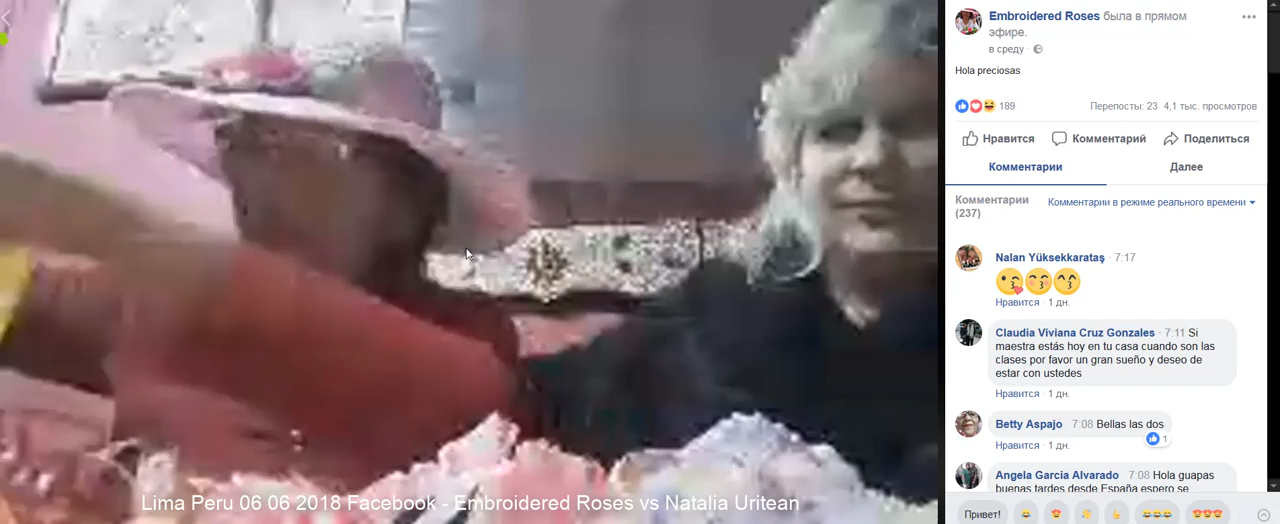 Lima Peru 06 06 2018 Facebook - Embroidered Roses vs Natalia Uritean
Embroidered Roses была в прямом
эфире.
в среду ·
Hola preciosas
189
Перепосты: 23 4,1 тыс. просмотров
Нравится Комментарий Поделиться
Комментарии Далее
Комментарии
(237)
Комментарии в режиме реального времени
Nalan Yüksekkarataş · 7:17
Нравится · 1 дн.
Claudia Viviana Cruz Gonzales · 7:11 Si
maestra estás hoy en tu casa cuando son las
clases por favor un gran sueño y deseo de
estar con ustedes
Нравится · 1 дн.
Betty Aspajo · 7:08 Bellas las dos
1
Нравится · 1 дн.
Angela García Alvarado · 7:08 Hola guapas
buenas tardes desde España espero se
Привет!